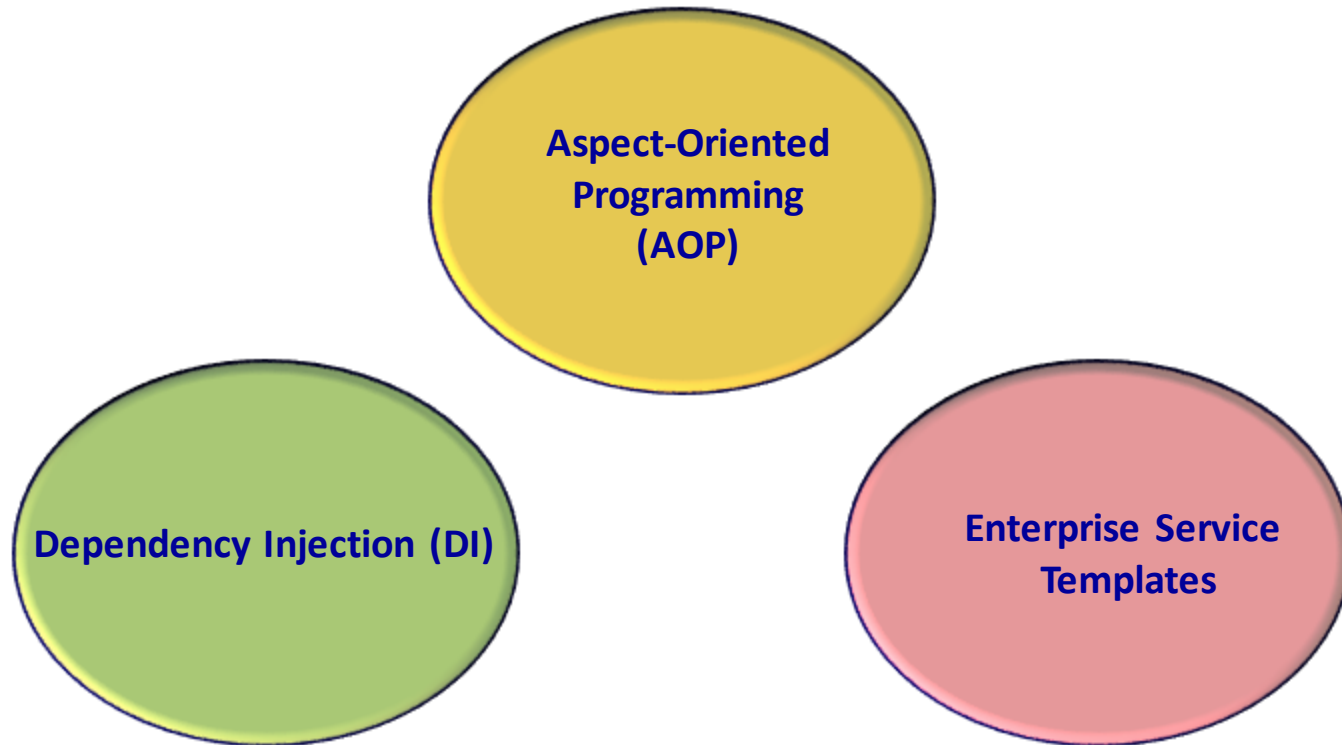 Aspect-Oriented
Programming
(AOP)
Dependency Injection (DI)
Enterprise Service
Templates